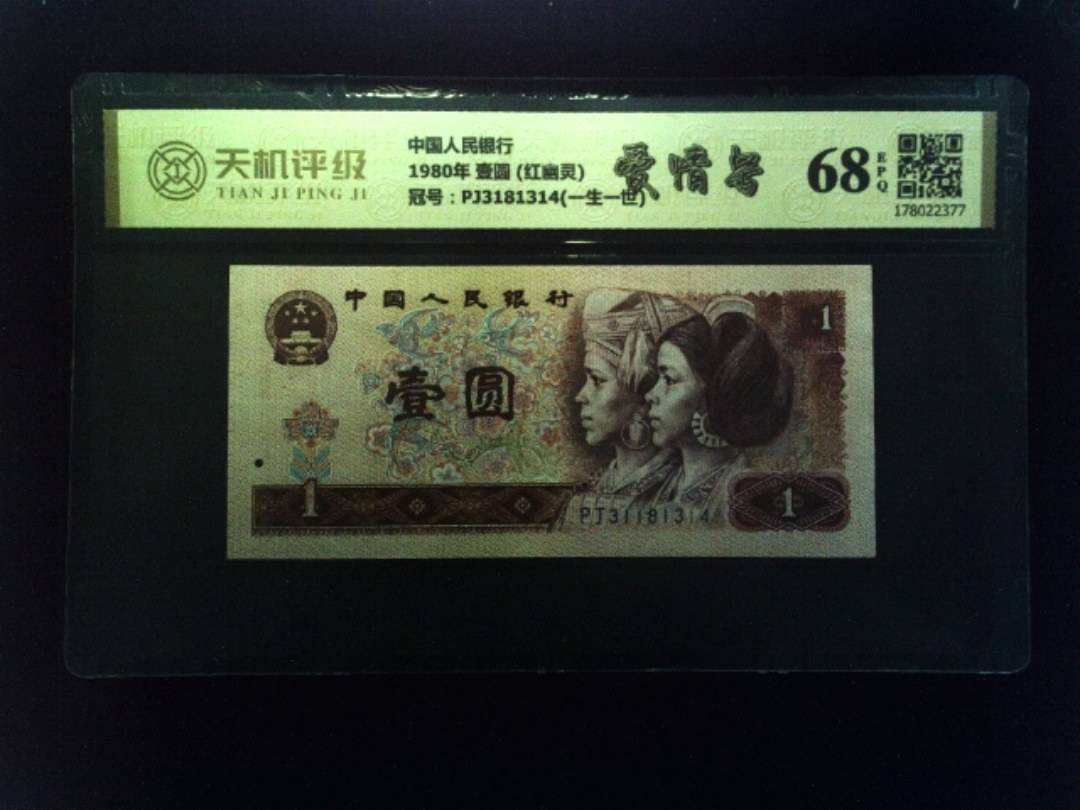 天机评级
TIAN JI PING JI
中国人民银行
1980年 壹圆 (红幽灵)
冠号：PJ3181314(一生一世)
爱情号
68
EPQ
178022377
中国人民银行
1
壹圆
1
PJ31181314
1